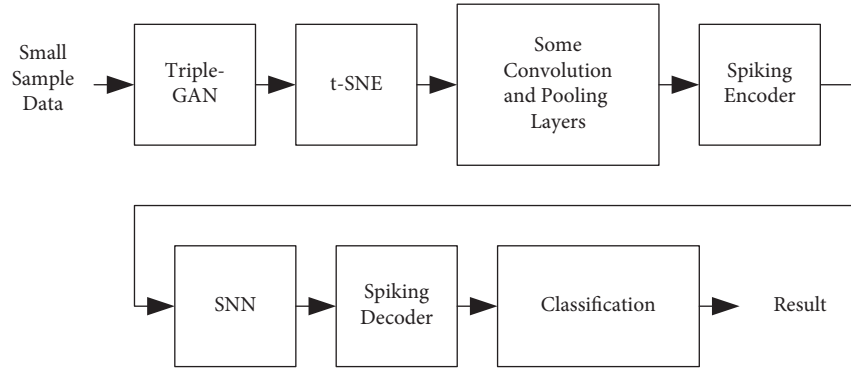 Small
Sample
Data
Triple-
GAN
t-SNE
Some
Convolution
and Pooling
Layers
Spiking
Encoder
SNN
Spiking
Decoder
Classification
Result